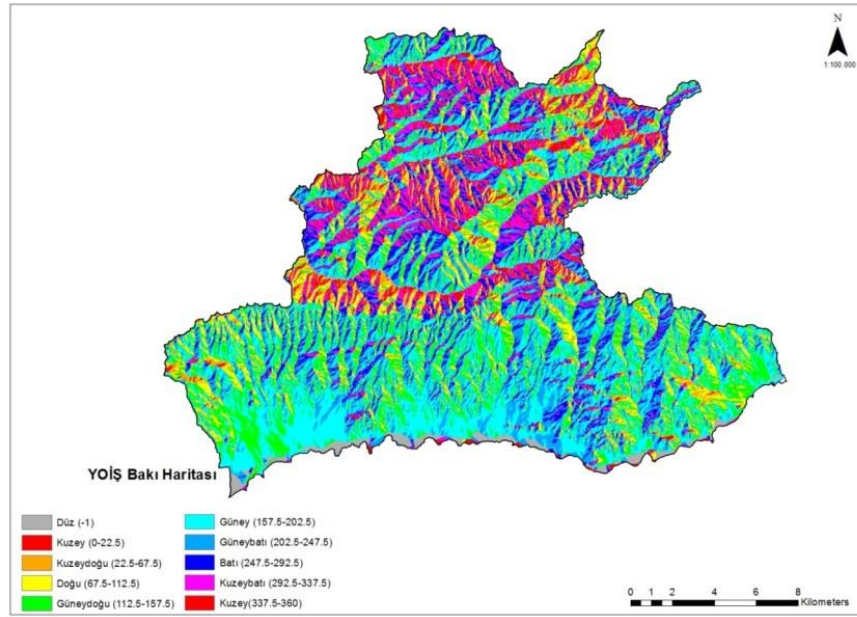 N
1:100.000
YOİŞ Bakı Haritası
Düz (-1)
Kuzey (0-22.5)
Kuzeydoğu (22.5-67.5)
Doğu (67.5-112.5)
Güneydoğu (112.5-157.5)
Güney (157.5-202.5)
Güneybatı (202.5-247.5)
Batı (247.5-292.5)
Kuzeybatı (292.5-337.5)
Kuzey(337.5-360)
0 1 2 4 6 8
Kilometers